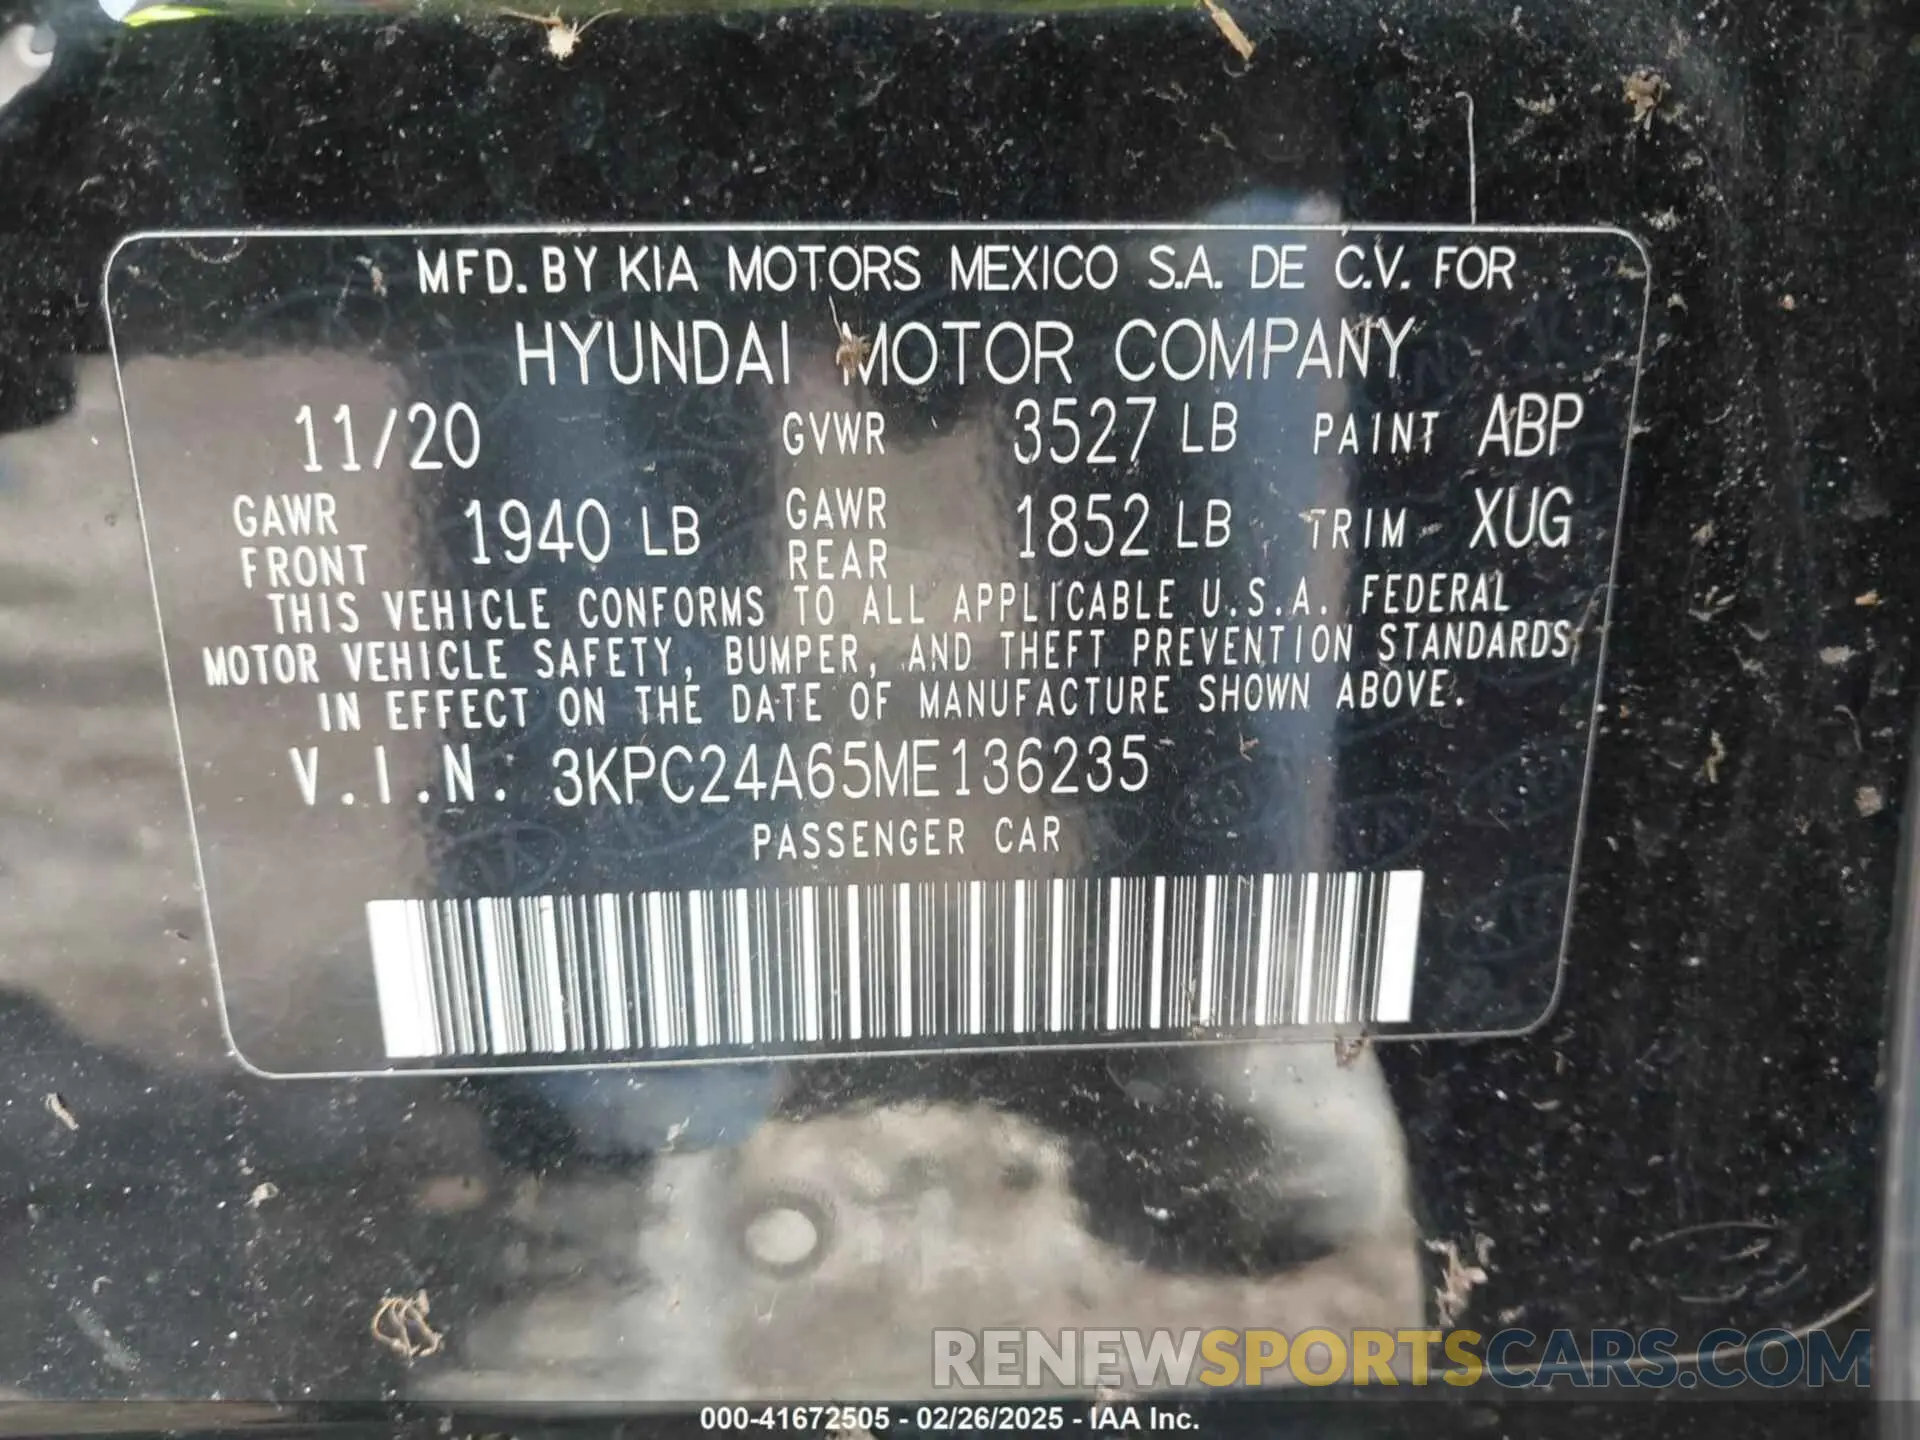 MFD. BY KIA MOTORS MEXICO S.A. DE C.V. FOR
HYUNDAI MOTOR COMPANY
11/20 GVWR 3527 LB PAINT ABP
GAWR FRONT 1940 LB GAWR REAR 1852 LB TRIM XUG
THIS VEHICLE CONFORMS TO ALL APPLICABLE U.S.A. FEDERAL
MOTOR VEHICLE SAFETY, BUMPER, AND THEFT PREVENTION STANDARDS
IN EFFECT ON THE DATE OF MANUFACTURE SHOWN ABOVE.
V.I.N. 3KPC24A65ME136235
PASSENGER CAR
RENEWSPORTSCARS.COM
000-41672505 - 02/26/2025 - IAA Inc.